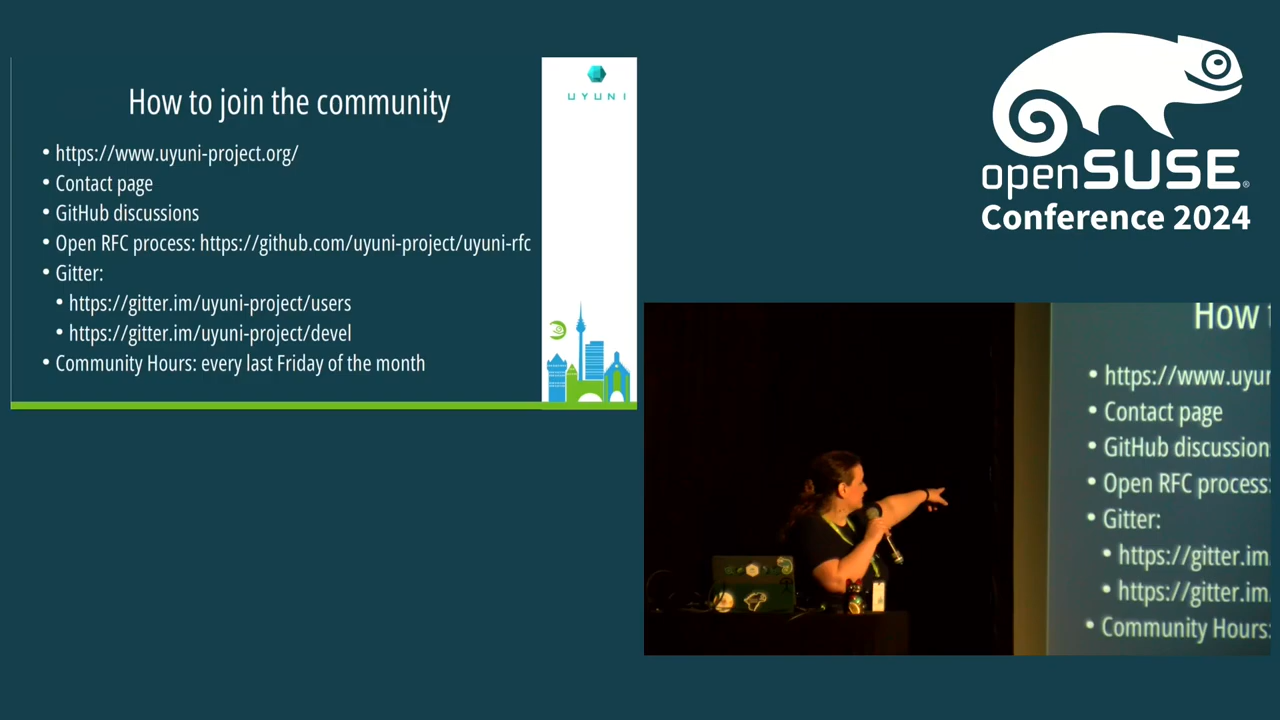 How to join the community
• https://www.uyuni-project.org/
• Contact page
• GitHub discussions
• Open RFC process: https://github.com/uyuni-project/uyuni-rfc
• Gitter:
• https://gitter.im/uyuni-project/users
• https://gitter.im/uyuni-project/devel
• Community Hours: every last Friday of the month
UYUNI
openSUSE®
Conference 2024
How t
• https://www.uyur
• Contact page
• GitHub discussion
• Open RFC process:
• Gitter:
• https://gitter.im
• https://gitter.im
• Community Hours: